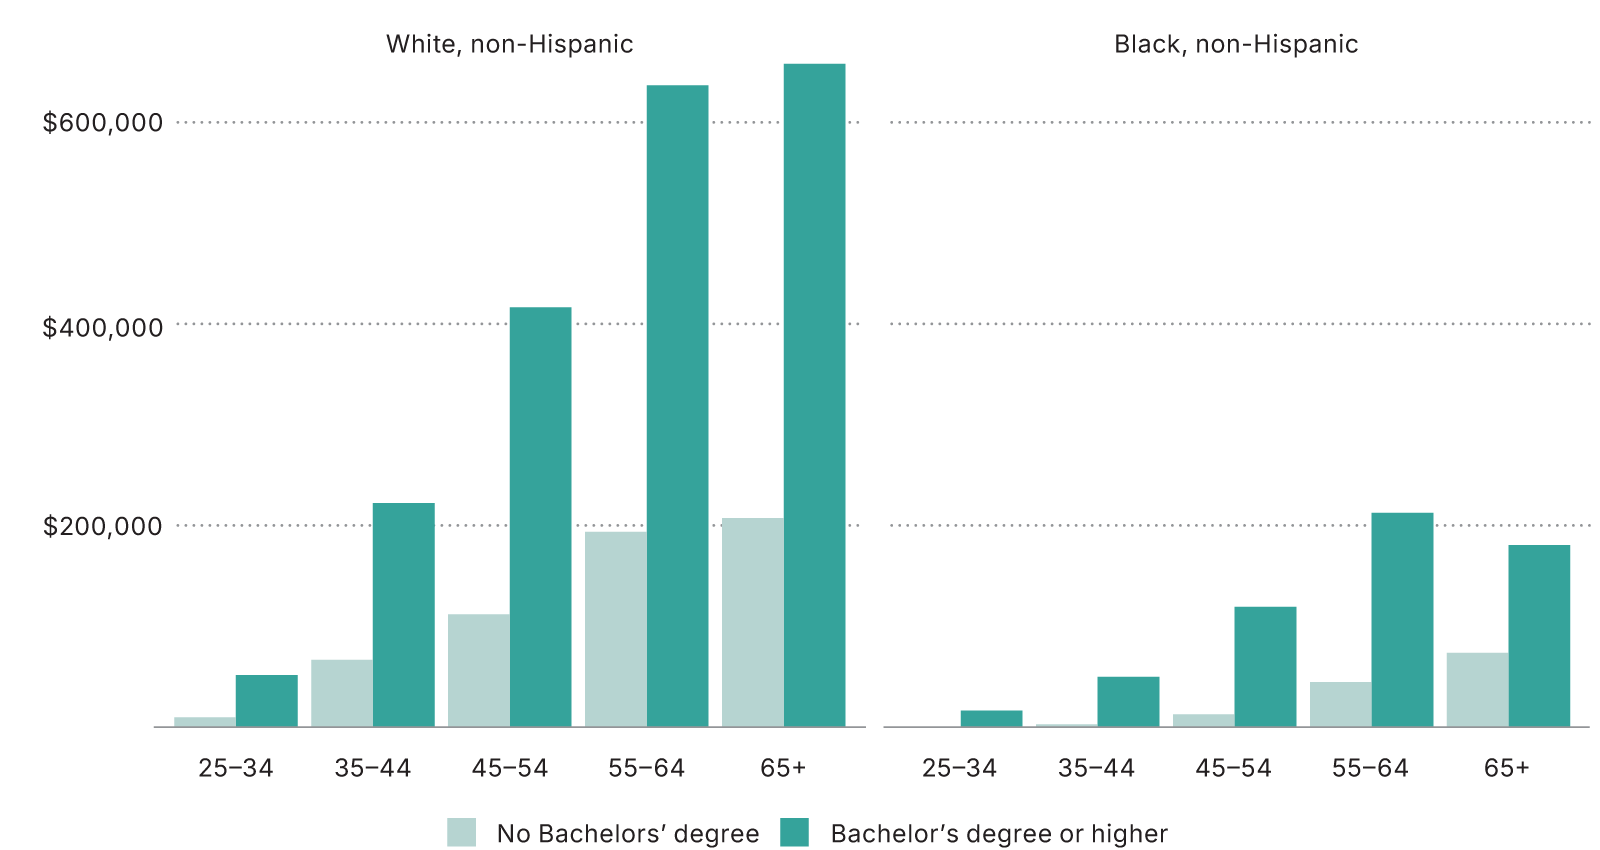 White, non-Hispanic
Black, non-Hispanic
$600,000
$400,000
$200,000
25–34 35–44 45–54 55–64 65+
25–34 35–44 45–54 55–64 65+
No Bachelors’ degree
Bachelor’s degree or higher